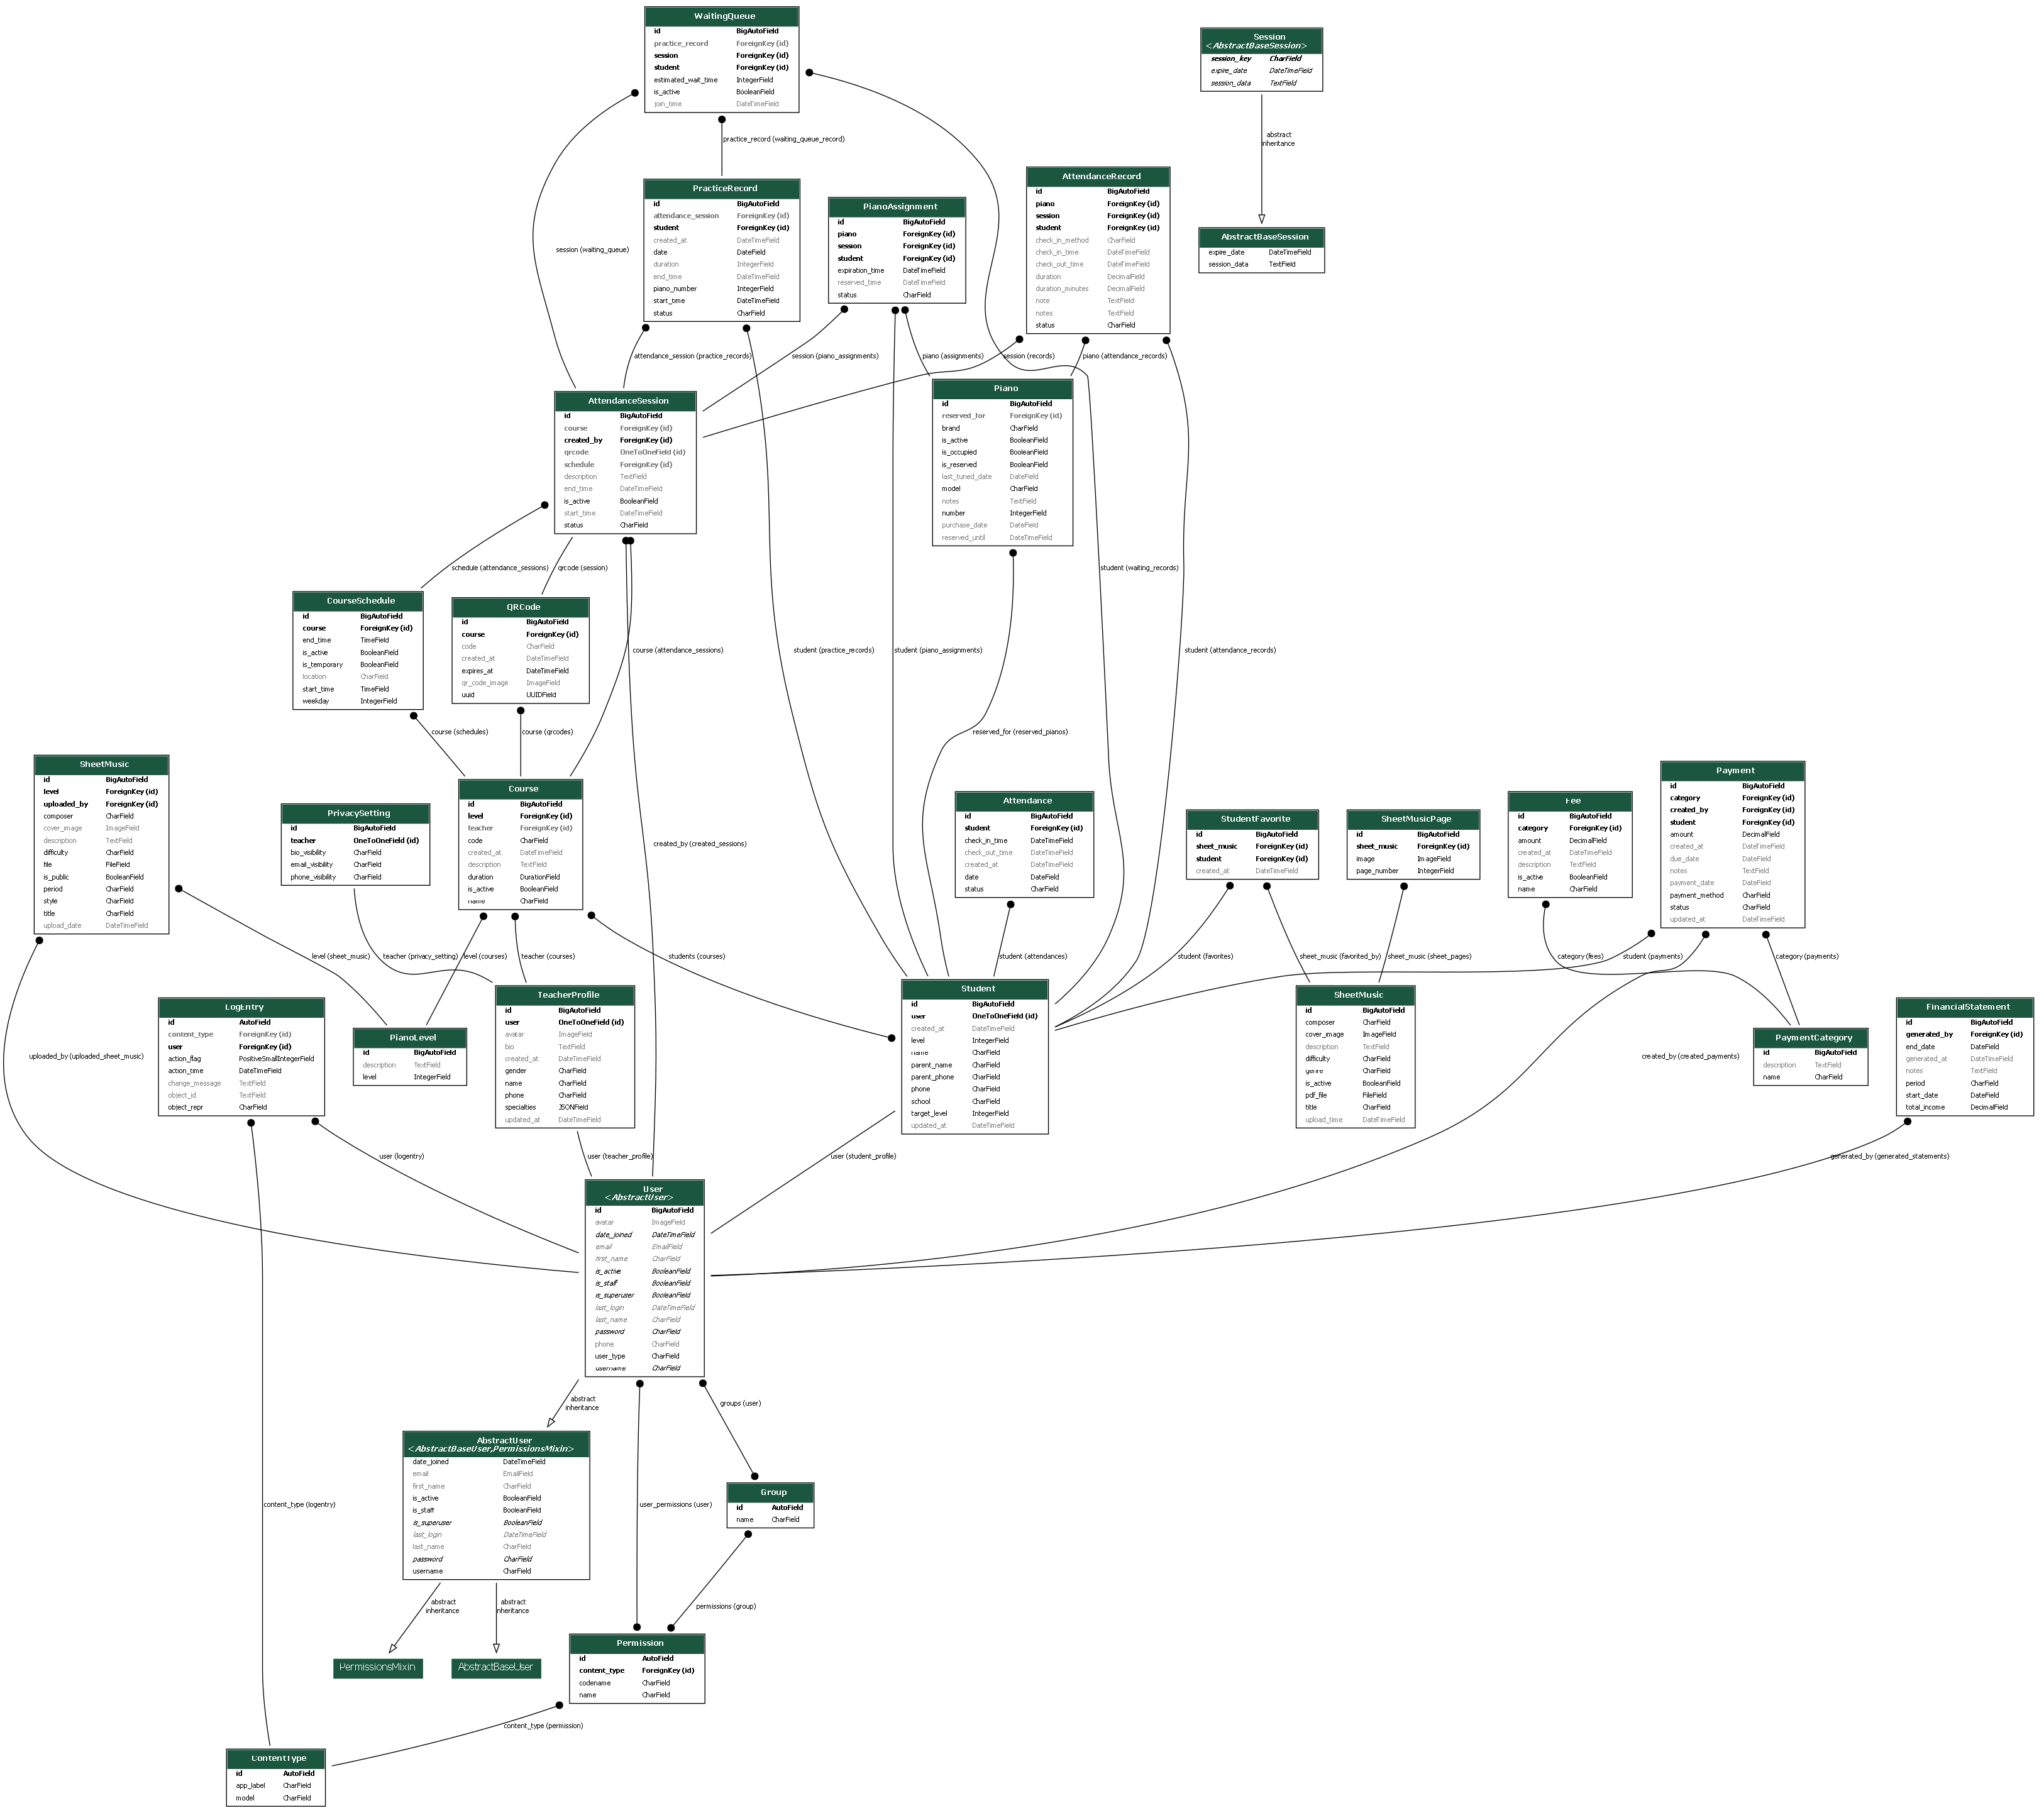 WaitingQueue
id BigAutoField
practice_record ForeignKey (id)
session ForeignKey (id)
student ForeignKey (id)
estimated_wait_time IntegerField
is_active BooleanField
join_time DateTimeField
Session
<AbstractBaseSession>
session_key CharField
expire_date DateTimeField
session_data TextField
abstract
inheritance
practice_record (waiting_queue_record)
AbstractBaseSession
expire_date DateTimeField
session_data TextField
PracticeRecord
id BigAutoField
attendance_session ForeignKey (id)
student ForeignKey (id)
created_at DateTimeField
date DateField
duration IntegerField
end_time DateTimeField
piano_number IntegerField
start_time DateTimeField
status CharField
PianoAssignment
id BigAutoField
piano ForeignKey (id)
session ForeignKey (id)
student ForeignKey (id)
expiration_time DateTimeField
reserved_time DateTimeField
status CharField
AttendanceRecord
id BigAutoField
piano ForeignKey (id)
session ForeignKey (id)
student ForeignKey (id)
check_in_method CharField
check_in_time DateTimeField
check_out_time DateTimeField
duration DecimalField
duration_minutes DecimalField
note TextField
notes TextField
status CharField
session (waiting_queue)
attendance_session (practice_records)
session (piano_assignments)
piano (assignments)
session (records)
piano (attendance_records)
AttendanceSession
id BigAutoField
course ForeignKey (id)
created_by ForeignKey (id)
qrcode OneToOneField (id)
schedule ForeignKey (id)
description TextField
end_time DateTimeField
is_active BooleanField
start_time DateTimeField
status CharField
Piano
id BigAutoField
reserved_for ForeignKey (id)
brand CharField
is_active BooleanField
is_occupied BooleanField
is_reserved BooleanField
last_tuned_date DateField
model CharField
notes TextField
number IntegerField
purchase_date DateField
reserved_until DateTimeField
schedule (attendance_sessions)
qrcode (session)
student (waiting_records)
CourseSchedule
id BigAutoField
course ForeignKey (id)
end_time TimeField
is_active BooleanField
is_temporary BooleanField
location CharField
start_time TimeField
weekday IntegerField
QRCode
id BigAutoField
course ForeignKey (id)
code CharField
created_at DateTimeField
expires_at DateTimeField
qr_code_image ImageField
uuid UUIDField
course (attendance_sessions)
student (practice_records)
student (piano_assignments)
student (attendance_records)
course (schedules)
course (qrcodes)
reserved_for (reserved_pianos)
SheetMusic
id BigAutoField
level ForeignKey (id)
uploaded_by ForeignKey (id)
composer CharField
cover_image ImageField
description TextField
difficulty CharField
file FileField
is_public BooleanField
period CharField
style CharField
title CharField
upload_date DateTimeField
PrivacySetting
id BigAutoField
teacher OneToOneField (id)
bio_visibility CharField
email_visibility CharField
phone_visibility CharField
Course
id BigAutoField
level ForeignKey (id)
teacher ForeignKey (id)
code CharField
created_at DateTimeField
description TextField
duration DurationField
is_active BooleanField
name CharField
created_by (created_sessions)
Attendance
id BigAutoField
student ForeignKey (id)
check_in_time DateTimeField
check_out_time DateTimeField
created_at DateTimeField
date DateField
status CharField
StudentFavorite
id BigAutoField
sheet_music ForeignKey (id)
student ForeignKey (id)
created_at DateTimeField
SheetMusicPage
id BigAutoField
sheet_music ForeignKey (id)
image ImageField
page_number IntegerField
Fee
id BigAutoField
category ForeignKey (id)
amount DecimalField
created_at DateTimeField
description TextField
is_active BooleanField
name CharField
Payment
id BigAutoField
category ForeignKey (id)
created_by ForeignKey (id)
student ForeignKey (id)
amount DecimalField
created_at DateTimeField
due_date DateField
notes TextField
payment_date DateField
payment_method CharField
status CharField
updated_at DateTimeField
level (sheet_music)
teacher (privacy_setting)
level (courses)
teacher (courses)
students (courses)
student (attendances)
student (favorites)
sheet_music (favorited_by)
sheet_music (sheet_pages)
category (fees)
student (payments)
category (payments)
LogEntry
id AutoField
content_type ForeignKey (id)
user ForeignKey (id)
action_flag PositiveSmallIntegerField
action_time DateTimeField
change_message TextField
object_id TextField
object_repr CharField
PianoLevel
id BigAutoField
description TextField
level IntegerField
TeacherProfile
id BigAutoField
user OneToOneField (id)
avatar ImageField
bio TextField
created_at DateTimeField
gender CharField
name CharField
phone CharField
specialties JSONField
updated_at DateTimeField
Student
id BigAutoField
user OneToOneField (id)
created_at DateTimeField
level IntegerField
name CharField
parent_name CharField
parent_phone CharField
phone CharField
school CharField
target_level IntegerField
updated_at DateTimeField
SheetMusic
id BigAutoField
composer CharField
cover_image ImageField
description TextField
difficulty CharField
genre CharField
is_active BooleanField
pdf_file FileField
title CharField
upload_time DateTimeField
PaymentCategory
id BigAutoField
description TextField
name CharField
FinancialStatement
id BigAutoField
generated_by ForeignKey (id)
end_date DateField
generated_at DateTimeField
notes TextField
period CharField
start_date DateField
total_income DecimalField
uploaded_by (uploaded_sheet_music)
created_by (created_payments)
user (logentry)
user (teacher_profile)
user (student_profile)
generated_by (generated_statements)
User
<AbstractUser>
id BigAutoField
avatar ImageField
date_joined DateTimeField
email EmailField
first_name CharField
is_active BooleanField
is_staff BooleanField
is_superuser BooleanField
last_login DateTimeField
last_name CharField
password CharField
phone CharField
user_type CharField
username CharField
abstract
inheritance
groups (user)
AbstractUser
<AbstractBaseUser,PermissionsMixin>
date_joined DateTimeField
email EmailField
first_name CharField
is_active BooleanField
is_staff BooleanField
is_superuser BooleanField
last_login DateTimeField
last_name CharField
password CharField
username CharField
content_type (logentry)
user_permissions (user)
Group
id AutoField
name CharField
abstract
inheritance
abstract
inheritance
permissions (group)
PermissionsMixin
AbstractBaseUser
Permission
id AutoField
content_type ForeignKey (id)
codename CharField
name CharField
content_type (permission)
ContentType
id AutoField
app_label CharField
model CharField